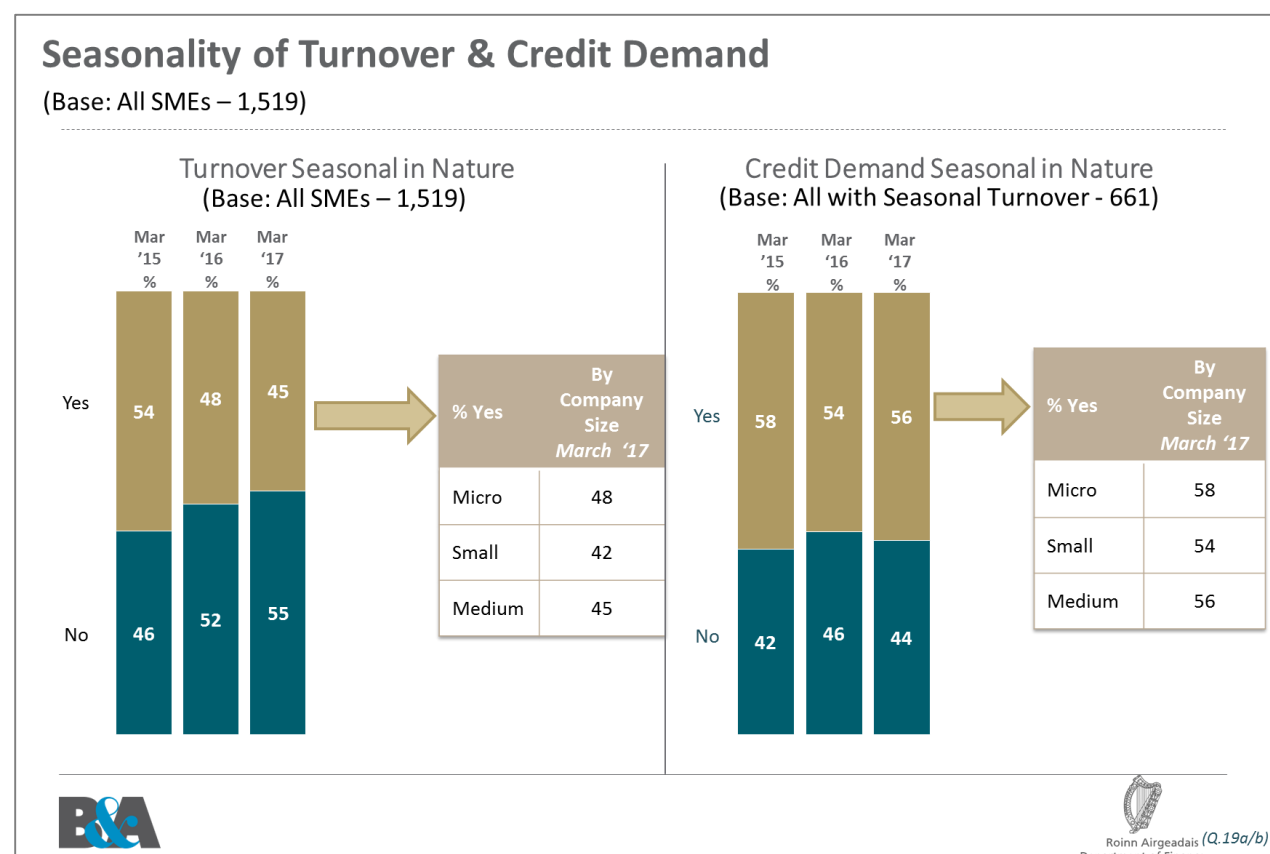 Seasonality of Turnover & Credit Demand
(Base: All SMEs – 1,519)
Turnover Seasonal in Nature
(Base: All SMEs – 1,519)
Mar Mar Mar
’15 ‘16 ‘17
% % %
Yes 54 48 45
No 46 52 55
% Yes
By
Company
Size
March ‘17
Micro 48
Small 42
Medium 45
Credit Demand Seasonal in Nature
(Base: All with Seasonal Turnover - 661)
Mar Mar Mar
’15 ‘16 ‘17
% % %
Yes 58 54 56
No 42 46 44
% Yes
By
Company
Size
March ‘17
Micro 58
Small 54
Medium 56
B&A
Roinn Airgeadais (Q.19a/b)